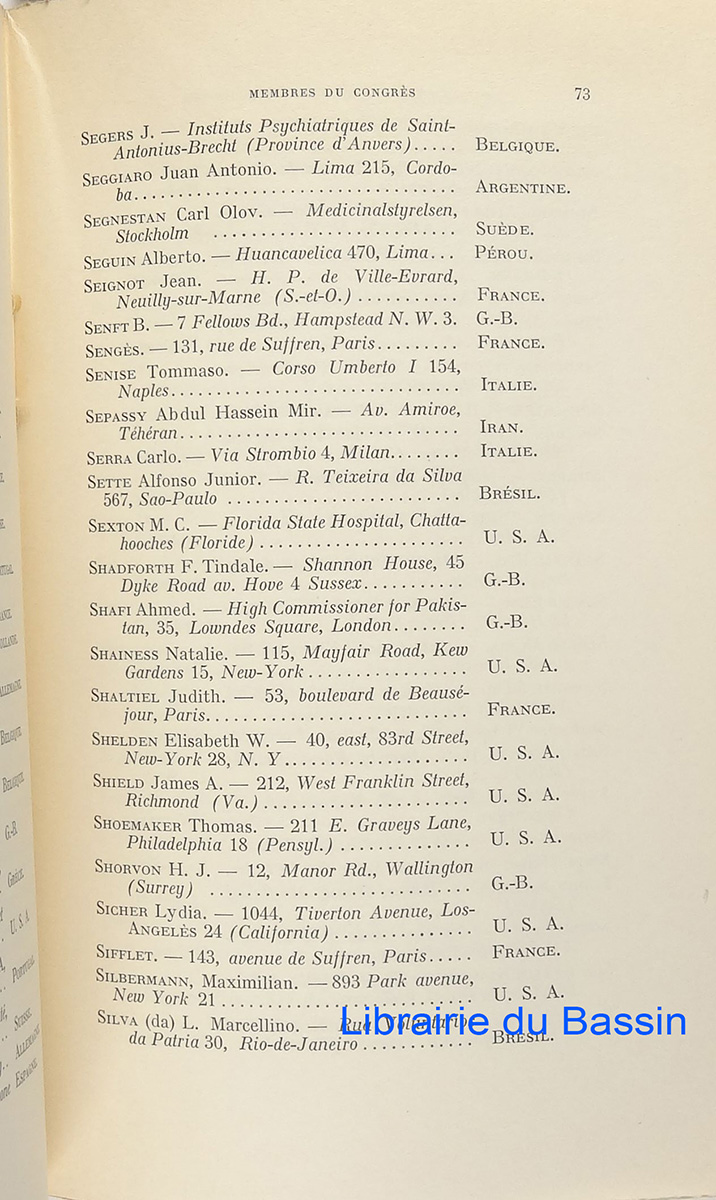 MEMBRES DU CONGRÈS 73
SEGERS J. — Instituts Psychiatriques de Saint-
Antonius-Brecht (Province d'Anvers)..... BELGIQUE.
SEGGIARO Juan Antonio. — Lima 215, Cordo-
ba.................................... ARGENTINE.
SEGNESTAN Carl Olov. — Medicinalstyrelsen,
Stockholm ......................... SUÈDE.
SEGUIN Alberto. — Huancavelica 470, Lima... PÉROU.
SEIGNOT Jean. — H. P. de Ville-Evrard,
Neuilly-sur-Marne (S.-et-O.) ........... FRANCE.
SENFT B. — 7 Fellows Bd., Hampstead N. W. 3. G.-B.
SENGÈS. — 131, rue de Suffren, Paris......... FRANCE.
SENISE Tommaso. — Corso Umberto I 154,
Naples............................... ITALIE.
SEPASSY Abdul Hassein Mir. — Av. Amiroe,
Téhéran.............................. IRAN.
SERRA Carlo. — Via Strombio 4, Milan........ ITALIE.
SETTE Alfonso Junior. — R. Teixeira da Silva
567, Sao-Paulo ......................... BRÉSIL.
SEXTON M. C. — Florida State Hospital, Chatta-
hooches (Floride) ...................... U. S. A.
SHADFORTH F. Tindale. — Shannon House, 45
Dyke Road av. Hove 4 Sussex........... G.-B.
SHAFI Ahmed. — High Commissioner for Pakis-
tan, 35, Lowndes Square, London........ G.-B.
SHAINESS Natalie. — 115, Mayfair Road, Kew
Gardens 15, New-York ................. U. S. A.
SHALTIEL Judith. — 53, boulevard de Beausé-
jour, Paris............................ FRANCE.
SHELDEN Elisabeth W. — 40, east, 83rd Street,
New-York 28, N. Y.................... U. S. A.
SHIELD James A. — 212, West Franklin Street,
Richmond (Va.) ...................... U. S. A.
SHOEMAKER Thomas. — 211 E. Graveys Lane,
Philadelphia 18 (Pensyl.) .............. U. S. A.
SHORVON H. J. — 12, Manor Rd., Wallington
(Surrey) ............................ G.-B.
SICHER Lydia. — 1044, Tiverton Avenue, Los-
ANGELÈS 24 (California) ............... U. S. A.
SIFFLET. — 143, avenue de Suffren, Paris..... FRANCE.
SILBERMANN, Maximilian. — 893 Park avenue,
New York 21 .......................... U. S. A.
SILVA (da) L. Marcellino. — Rua Voluntario
da Patria 30, Rio-de-Janeiro ............ BRÉSIL.
Librairie du Bassin